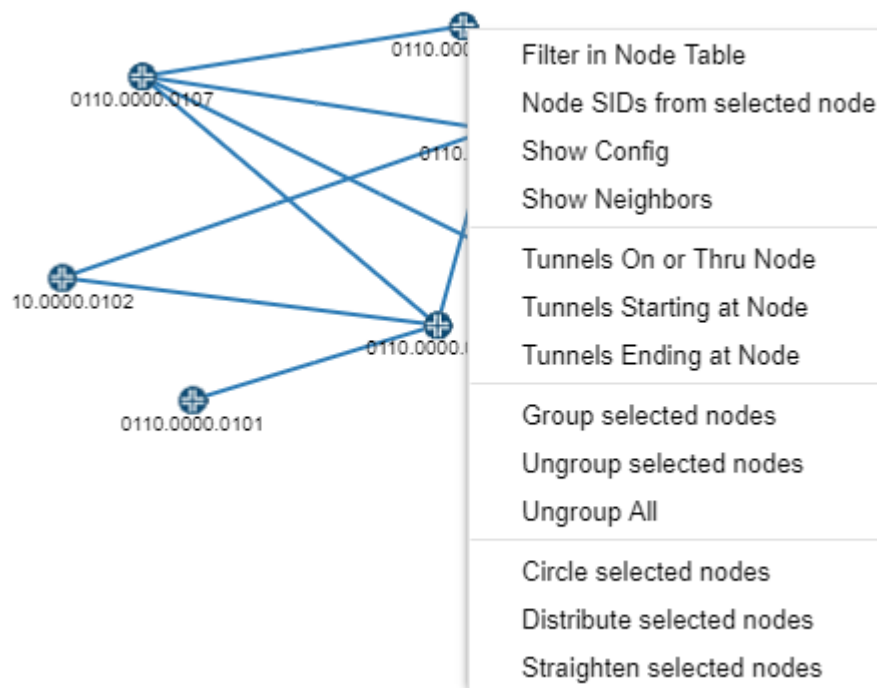 0110.000
0110.0000.0107
0110.
10.0000.0102
0110.0000.
0110.0000.0101
Filter in Node Table
Node SIDs from selected node
Show Config
Show Neighbors
Tunnels On or Thru Node
Tunnels Starting at Node
Tunnels Ending at Node
Group selected nodes
Ungroup selected nodes
Ungroup All
Circle selected nodes
Distribute selected nodes
Straighten selected nodes